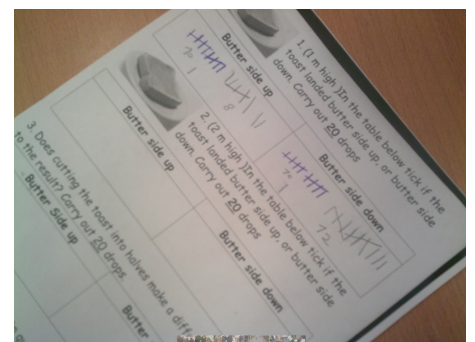 1. (1 m high )In the table below tick if the
toast landed butter side up, or butter side
down. Carry out 20 drops
Butter side up
Butter side down
8
12
2. (2 m high )In the table below tick if the
toast landed butter side up, or butter side
down. Carry out 20 drops
Butter side up
Butter side down
3. Does cutting the toast into halves make a diff
to the result? Carry out 20 drops.
Butter Side up
Butter